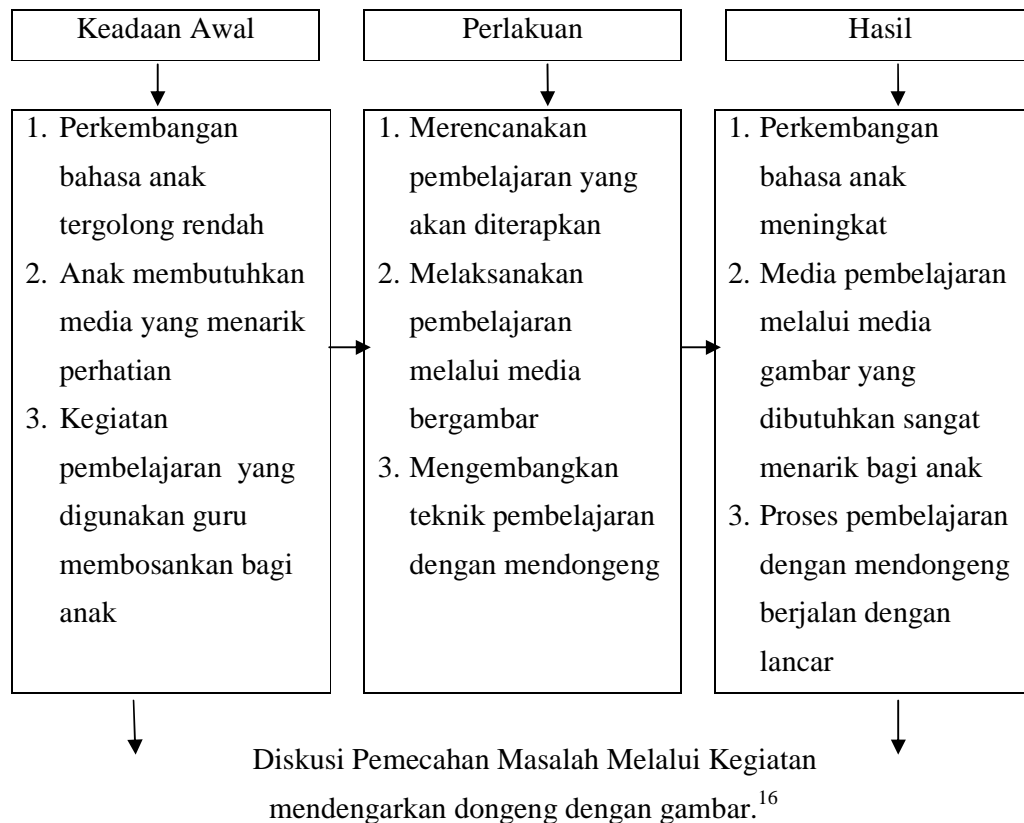 Keadaan Awal
Perlakuan
Hasil
1. Perkembangan
bahasa anak
tergolong rendah
2. Anak membutuhkan
media yang menarik
perhatian
3. Kegiatan
pembelajaran yang
digunakan guru
membosankan bagi
anak
1. Merencanakan
pembelajaran yang
akan diterapkan
2. Melaksanakan
pembelajaran
melalui media
bergambar
3. Mengembangkan
teknik pembelajaran
dengan mendongeng
1. Perkembangan
bahasa anak
meningkat
2. Media pembelajaran
melalui media
gambar yang
dibutuhkan sangat
menarik bagi anak
3. Proses pembelajaran
dengan mendongeng
berjalan dengan
lancar
Diskusi Pemecahan Masalah Melalui Kegiatan
mendengarkan dongeng dengan gambar.16